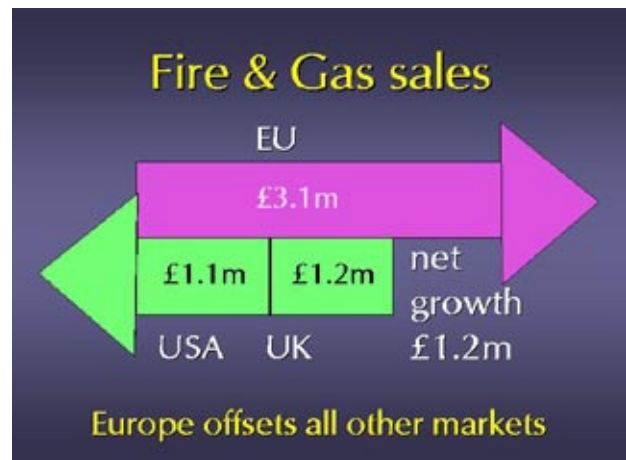 Fire & Gas sales
EU
£3.1m
£1.1m £1.2m
net
growth
£1.2m
USA UK
Europe offsets all other markets